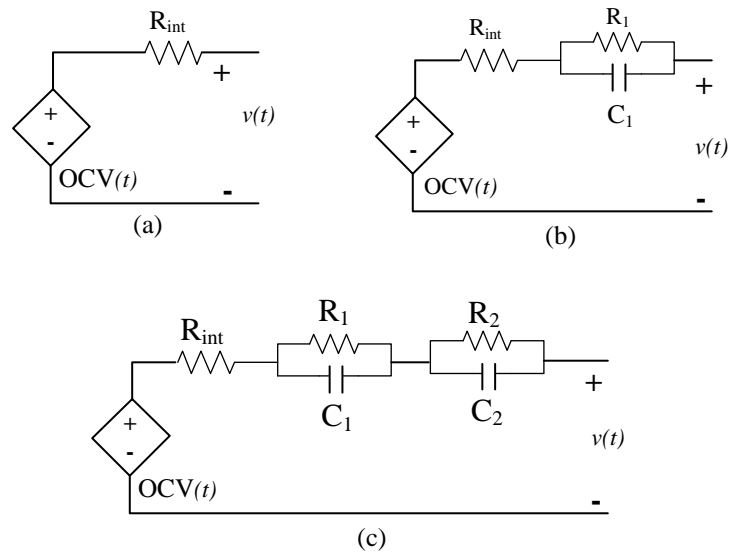 R_int
+
+
-
v(t)
OCV(t)
-
(a)
R_int
R_1
C_1
+
+
-
v(t)
OCV(t)
-
(b)
R_int
R_1
R_2
C_1
C_2
+
+
-
v(t)
OCV(t)
-
(c)